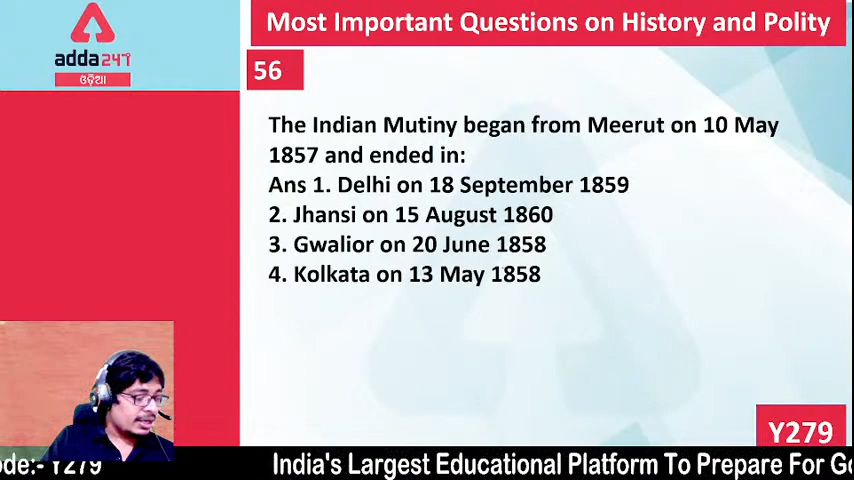 adda247
ଓଡ଼ିଆ
Most Important Questions on History and Polity
56
The Indian Mutiny began from Meerut on 10 May
1857 and ended in:
Ans 1. Delhi on 18 September 1859
2. Jhansi on 15 August 1860
3. Gwalior on 20 June 1858
4. Kolkata on 13 May 1858
Y279
ode:- Y279 India's Largest Educational Platform To Prepare For Go